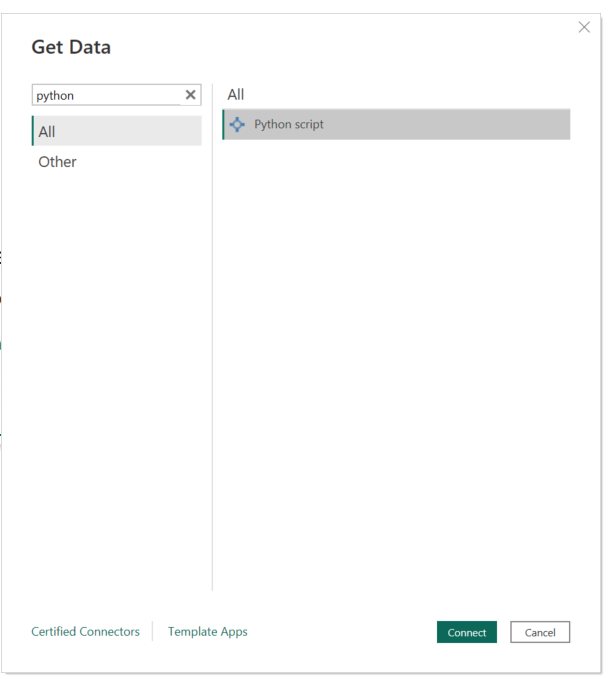 Get Data
python
All
Other
All
Python script
Certified Connectors
Template Apps
Connect
Cancel